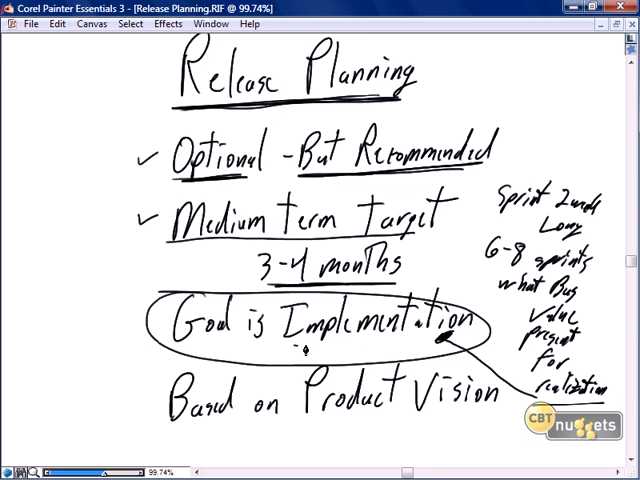 Corel Painter Essentials 3 - [Release Planning.RIF @ 99.74%]
File Edit Canvas Select Effects Window Help
Release Planning
Optional - But Recommended
Medium Term Target
3-4 months
Goal is Implementation
Based on Product Vision
Sprint 2 wks
Long
6-8 sprints
what Bus
Value
present
for
realization
CBT nuggets
99.74%